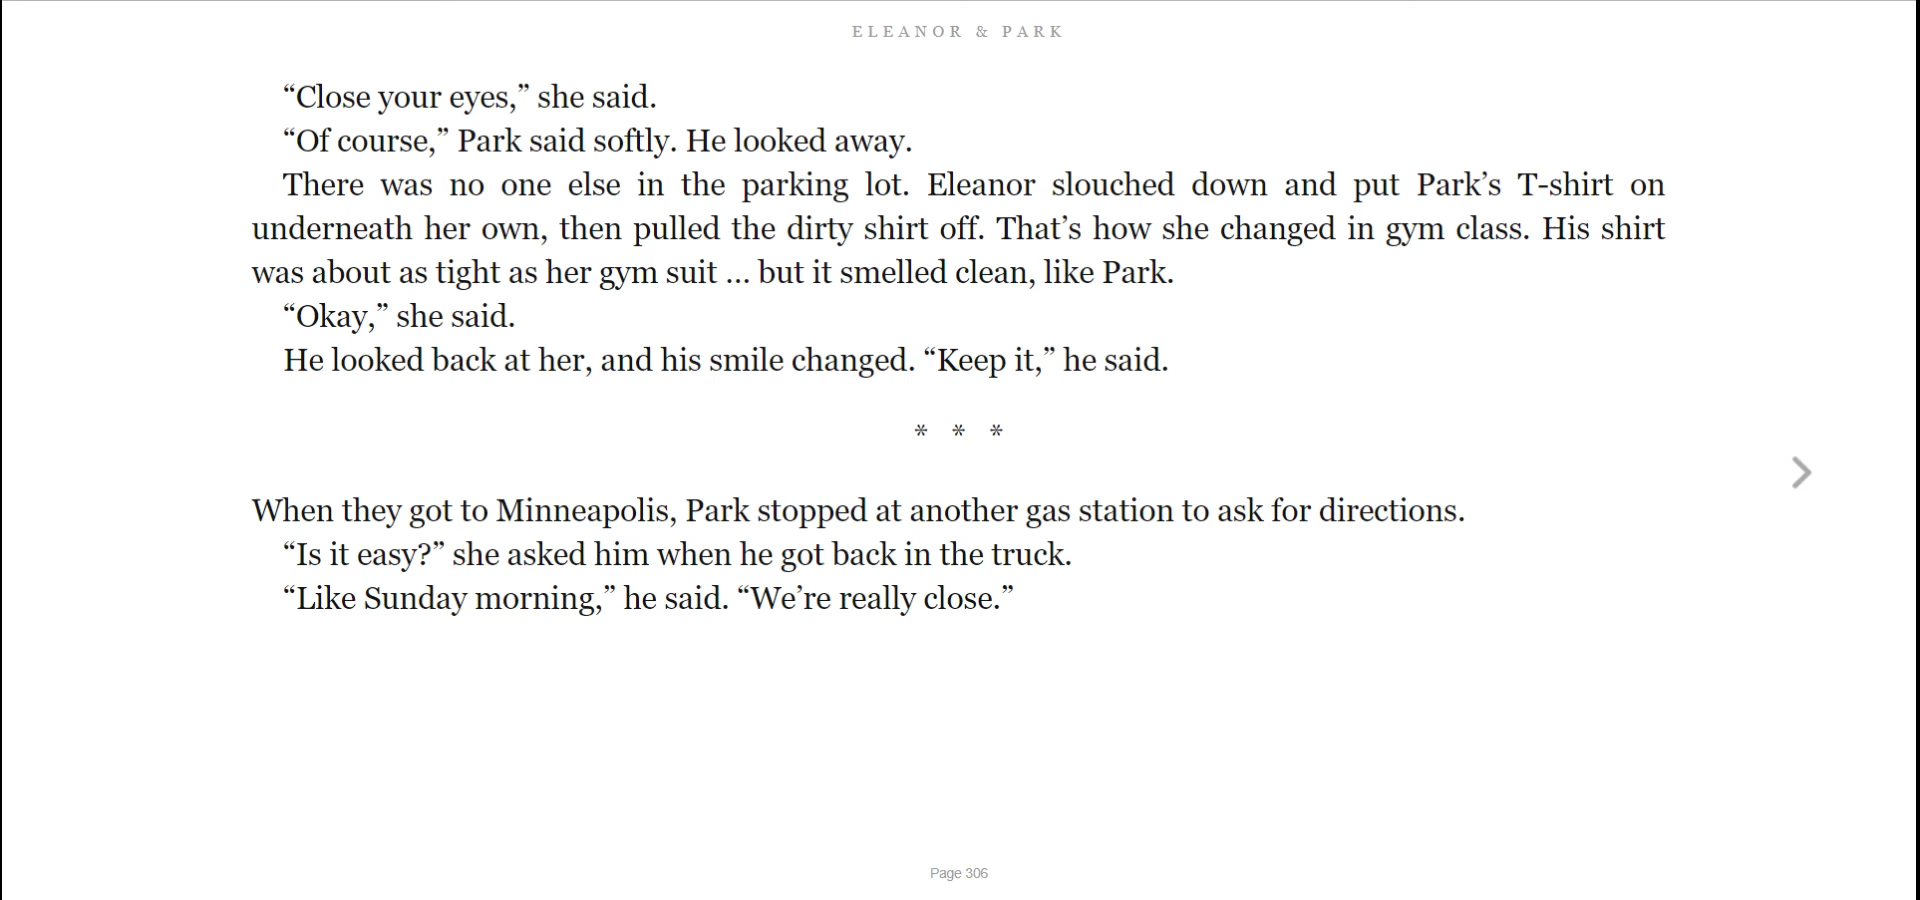 ELEANOR & PARK
“Close your eyes,” she said.
“Of course,” Park said softly. He looked away.
There was no one else in the parking lot. Eleanor slouched down and put Park’s T-shirt on
underneath her own, then pulled the dirty shirt off. That’s how she changed in gym class. His shirt
was about as tight as her gym suit ... but it smelled clean, like Park.
“Okay,” she said.
He looked back at her, and his smile changed. “Keep it,” he said.
* * *
When they got to Minneapolis, Park stopped at another gas station to ask for directions.
“Is it easy?” she asked him when he got back in the truck.
“Like Sunday morning,” he said. “We’re really close.”
Page 306